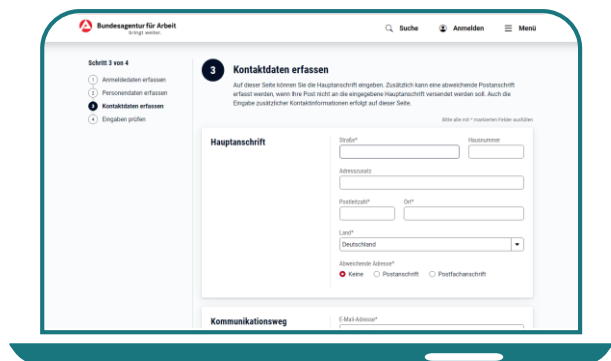 Bundesagentur für Arbeit
bringt weiter.
Suche
Anmelden
Menü
Schritt 3 von 4
1 Anmeldedaten erfassen
2 Personendaten erfassen
3 Kontaktdaten erfassen
4 Eingaben prüfen
3 Kontaktdaten erfassen
Auf dieser Seite können Sie die Hauptanschrift eingeben. Zusätzlich kann eine abweichende Postanschrift
erfasst werden, wenn Ihre Post nicht an die eingegebene Hauptanschrift versendet werden soll. Auch die
Eingabe zusätzlicher Kontaktinformationen erfolgt auf dieser Seite.
Bitte alle mit * markierten Felder ausfüllen
Hauptanschrift
Straße*
Hausnummer
Adresszusatz
Postleitzahl*
Ort*
Land*
Deutschland
Abweichende Adresse*
Keine
Postanschrift
Postfachanschrift
Kommunikationsweg
E-Mail-Adresse*